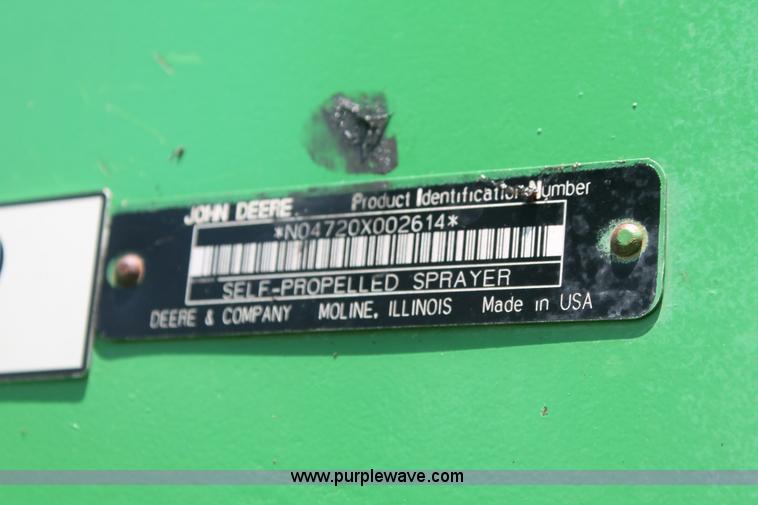 JOHN DEERE Product Identification Number
*N04720X002614*
SELF-PROPELLED SPRAYER
DEERE & COMPANY MOLINE, ILLINOIS Made in USA
www.purplewave.com